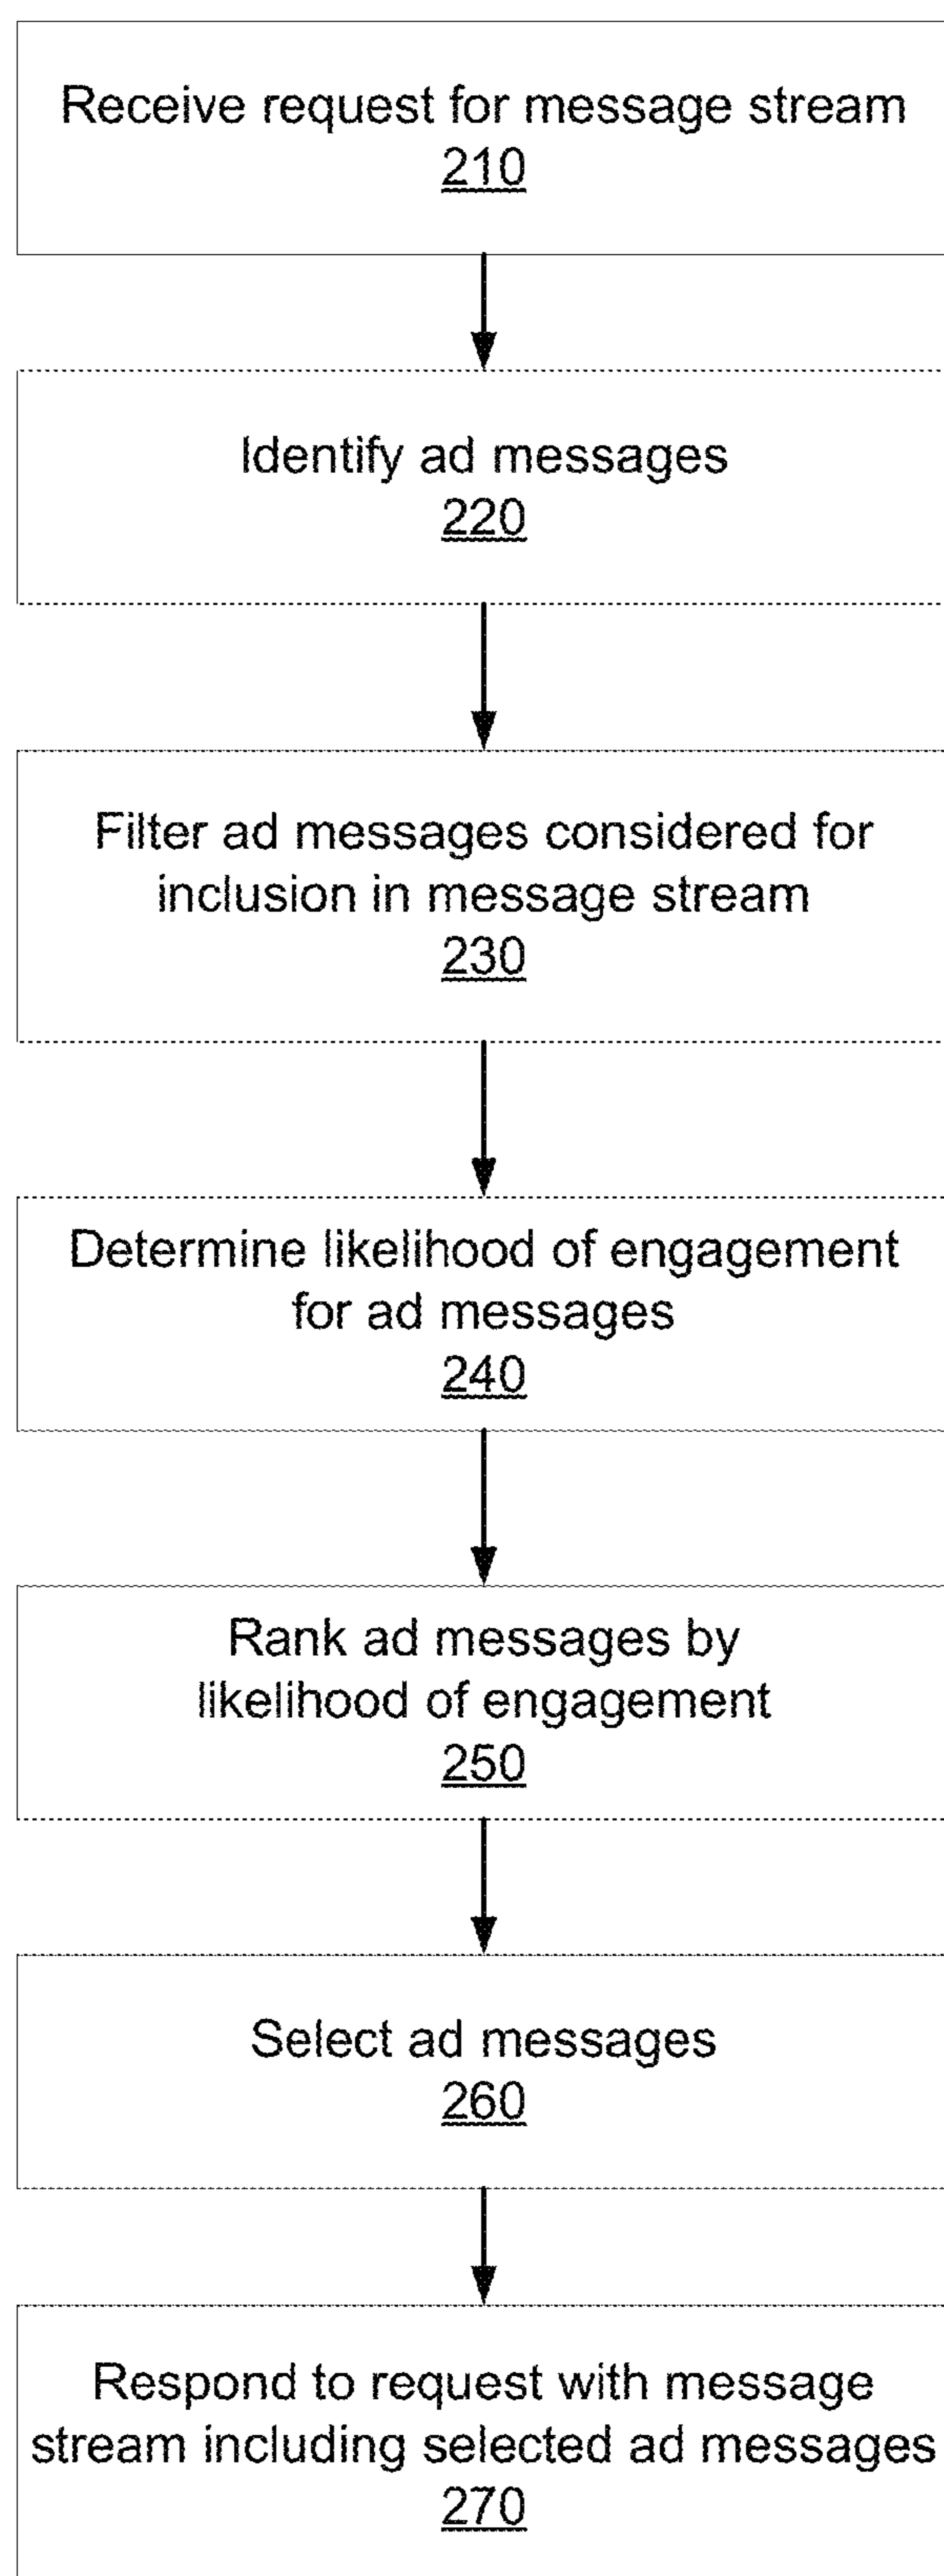 Receive request for message stream
210
Identify ad messages
220
Filter ad messages considered for
inclusion in message stream
230
Determine likelihood of engagement
for ad messages
240
Rank ad messages by
likelihood of engagement
250
Select ad messages
260
Respond to request with message
stream including selected ad messages
270